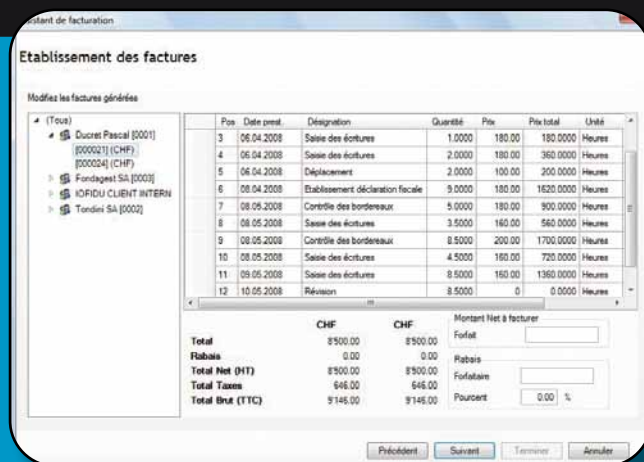 istant de facturation
Etablissement des factures
Modifiez les factures générées
(Tous)
Ducret Pascal [0001]
[000021] (CHF)
[000024] (CHF)
Fondagest SA [0003]
IOFIDU CLIENT INTERN
Tondini SA [0002]
Pos Date prest. Désignation Quantité Prix Prix total Unité
3 06.04.2008 Saisie des écritures 1.0000 180.00 180.0000 Heures
4 06.04.2008 Saisie des écritures 2.0000 180.00 360.0000 Heures
5 06.04.2008 Déplacement 2.0000 100.00 200.0000 Heures
6 08.04.2008 Etablissement déclaration fiscale 9.0000 180.00 1620.0000 Heures
7 08.05.2008 Contrôle des bordereaux 5.0000 180.00 900.0000 Heures
8 08.05.2008 Saisie des écritures 3.5000 160.00 560.0000 Heures
9 08.05.2008 Contrôle des bordereaux 8.5000 200.00 1700.0000 Heures
10 08.05.2008 Saisie des écritures 4.5000 160.00 720.0000 Heures
11 09.05.2008 Saisie des écritures 8.5000 160.00 1360.0000 Heures
12 10.05.2008 Révision 8.5000 0 0.0000 Heures
CHF CHF
Total 8'500.00 8'500.00
Rabais 0.00 0.00
Total Net (HT) 8'500.00 8'500.00
Total Taxes 646.00 646.00
Total Brut (TTC) 9'146.00 9'146.00
Montant Net à facturer
Forfait
Rabais
Forfaitaire
Pourcent 0.00 %
Précédent Suivant Terminer Annuler